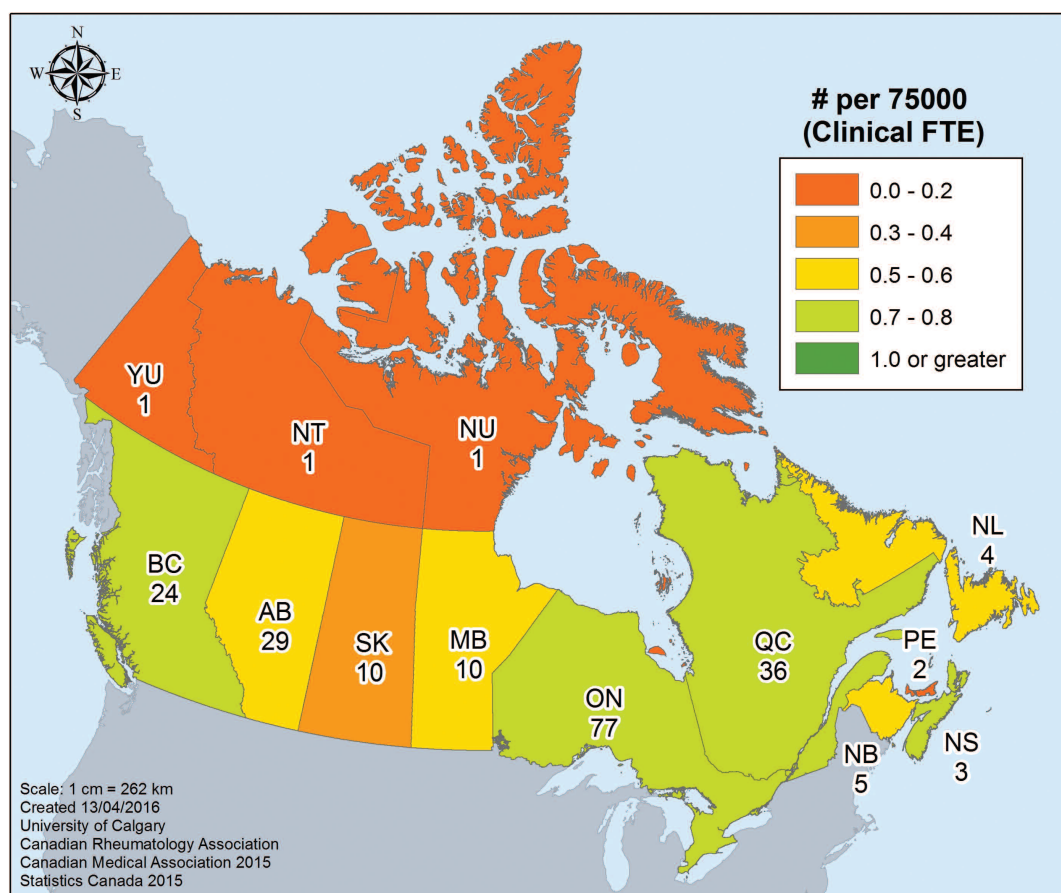 N
W
E
S
# per 75000
(Clinical FTE)
0.0 - 0.2
0.3 - 0.4
0.5 - 0.6
0.7 - 0.8
1.0 or greater
YU
1
NT
1
NU
1
BC
24
AB
29
SK
10
MB
10
ON
77
QC
36
NL
4
PE
2
NB
5
NS
3
Scale: 1 cm = 262 km
Created 13/04/2016
University of Calgary
Canadian Rheumatology Association
Canadian Medical Association 2015
Statistics Canada 2015